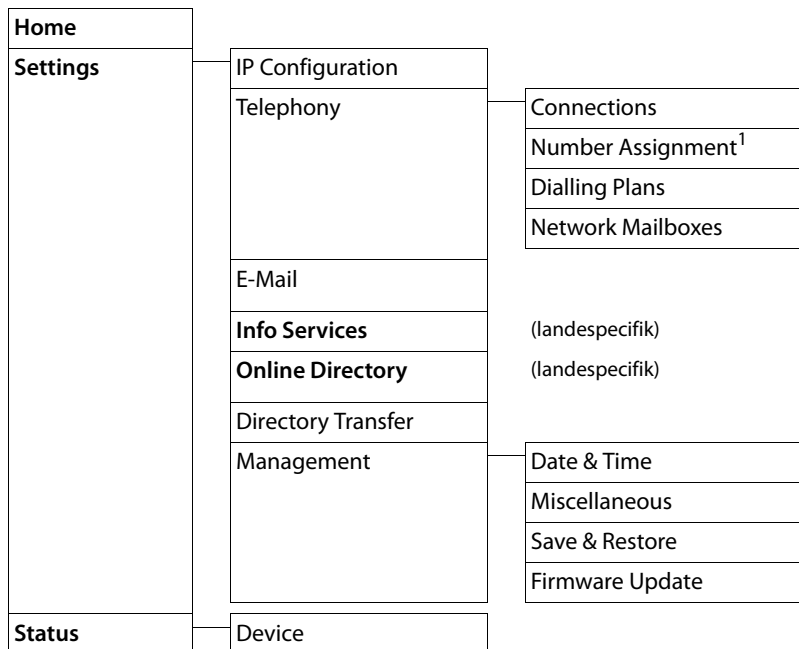 Home
Settings
IP Configuration
Telephony
Connections
Number Assignment1
Dialling Plans
Network Mailboxes
E-Mail
Info Services (landespecifik)
Online Directory (landespecifik)
Directory Transfer
Management
Date & Time
Miscellaneous
Save & Restore
Firmware Update
Status
Device